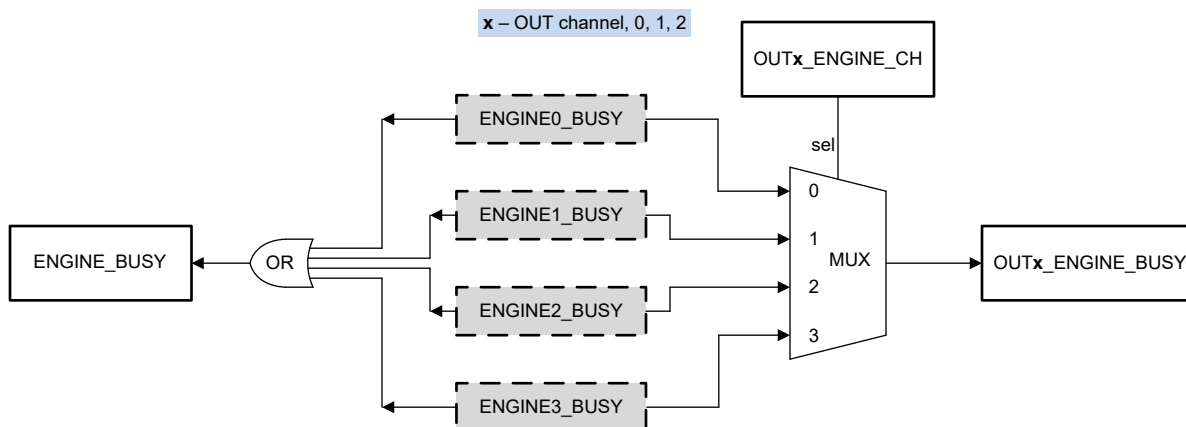 x – OUT channel, 0, 1, 2
OUTx_ENGINE_CH
ENGINE0_BUSY
sel
0
ENGINE1_BUSY
1
ENGINE_BUSY
OR
MUX
OUTx_ENGINE_BUSY
2
ENGINE2_BUSY
3
ENGINE3_BUSY